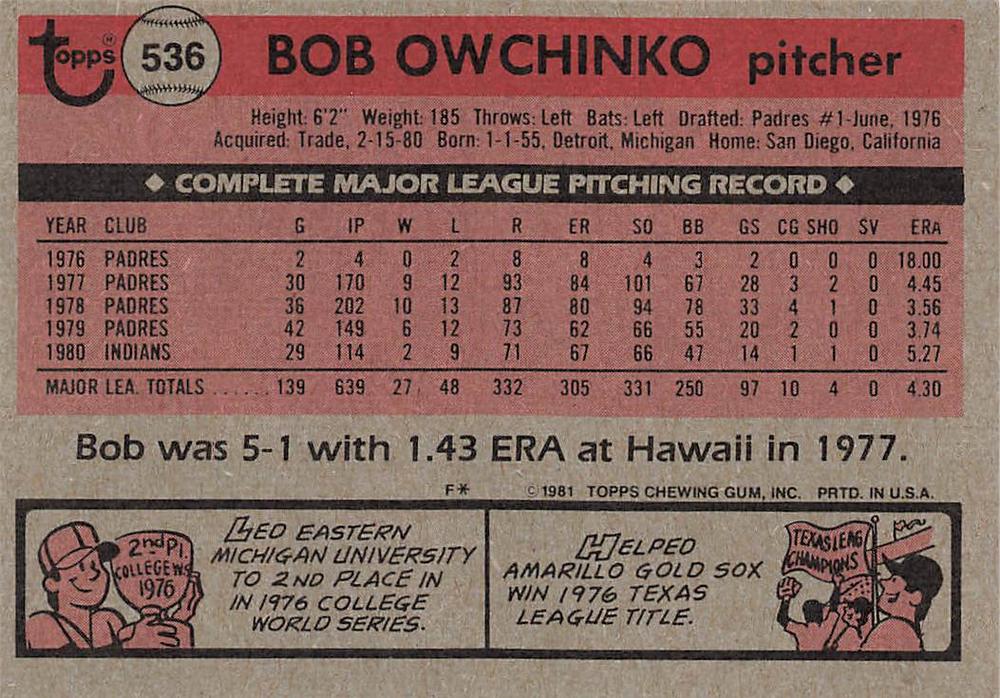 topps 536 BOB OWCHINKO pitcher
Height: 6'2" Weight: 185 Throws: Left Bats: Left Drafted: Padres #1-June, 1976
Acquired: Trade, 2-15-80 Born: 1-1-55, Detroit, Michigan Home: San Diego, California
◆ COMPLETE MAJOR LEAGUE PITCHING RECORD ◆
YEAR CLUB G IP W L R ER SO BB GS CG SHO SV ERA
1976 PADRES 2 4 0 2 8 8 4 3 2 0 0 0 18.00
1977 PADRES 30 170 9 12 93 84 101 67 28 3 2 0 4.45
1978 PADRES 36 202 10 13 87 80 94 78 33 4 1 0 3.56
1979 PADRES 42 149 6 12 73 62 66 55 20 2 0 0 3.74
1980 INDIANS 29 114 2 9 71 67 66 47 14 1 1 0 5.27
MAJOR LEA. TOTALS ...... 139 639 27 48 332 305 331 250 97 10 4 0 4.30
Bob was 5-1 with 1.43 ERA at Hawaii in 1977.
F* © 1981 TOPPS CHEWING GUM, INC. PRTD. IN U.S.A.
2nd Pl.
COLLEGE WS
1976
LED EASTERN
MICHIGAN UNIVERSITY
TO 2ND PLACE IN
IN 1976 COLLEGE
WORLD SERIES.
HELPED
AMARILLO GOLD SOX
WIN 1976 TEXAS
LEAGUE TITLE.
TEXAS LEAG
CHAMPIONS